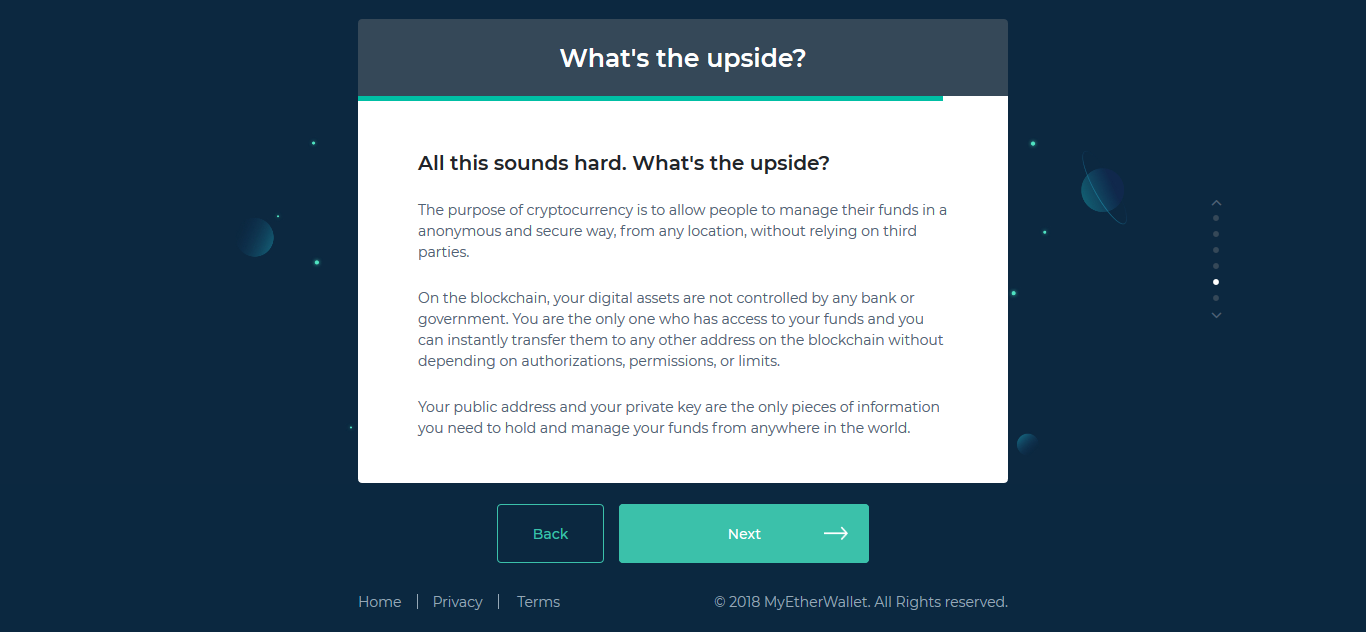 What's the upside?
All this sounds hard. What's the upside?
The purpose of cryptocurrency is to allow people to manage their funds in a
anonymous and secure way, from any location, without relying on third
parties.
On the blockchain, your digital assets are not controlled by any bank or
government. You are the only one who has access to your funds and you
can instantly transfer them to any other address on the blockchain without
depending on authorizations, permissions, or limits.
Your public address and your private key are the only pieces of information
you need to hold and manage your funds from anywhere in the world.
Back
Next
Home | Privacy | Terms
© 2018 MyEtherWallet. All Rights reserved.